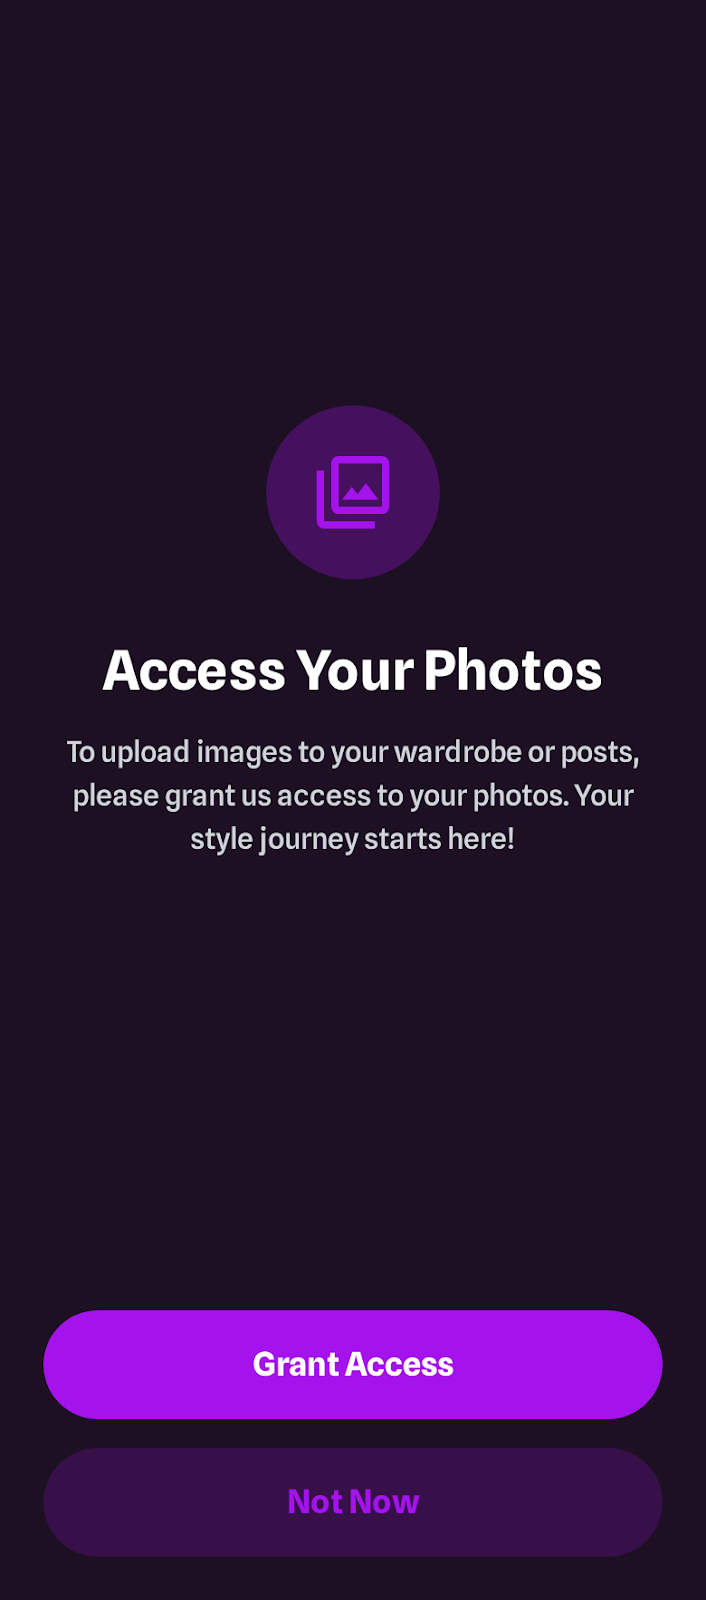 Access Your Photos
To upload images to your wardrobe or posts,
please grant us access to your photos. Your
style journey starts here!
Grant Access
Not Now